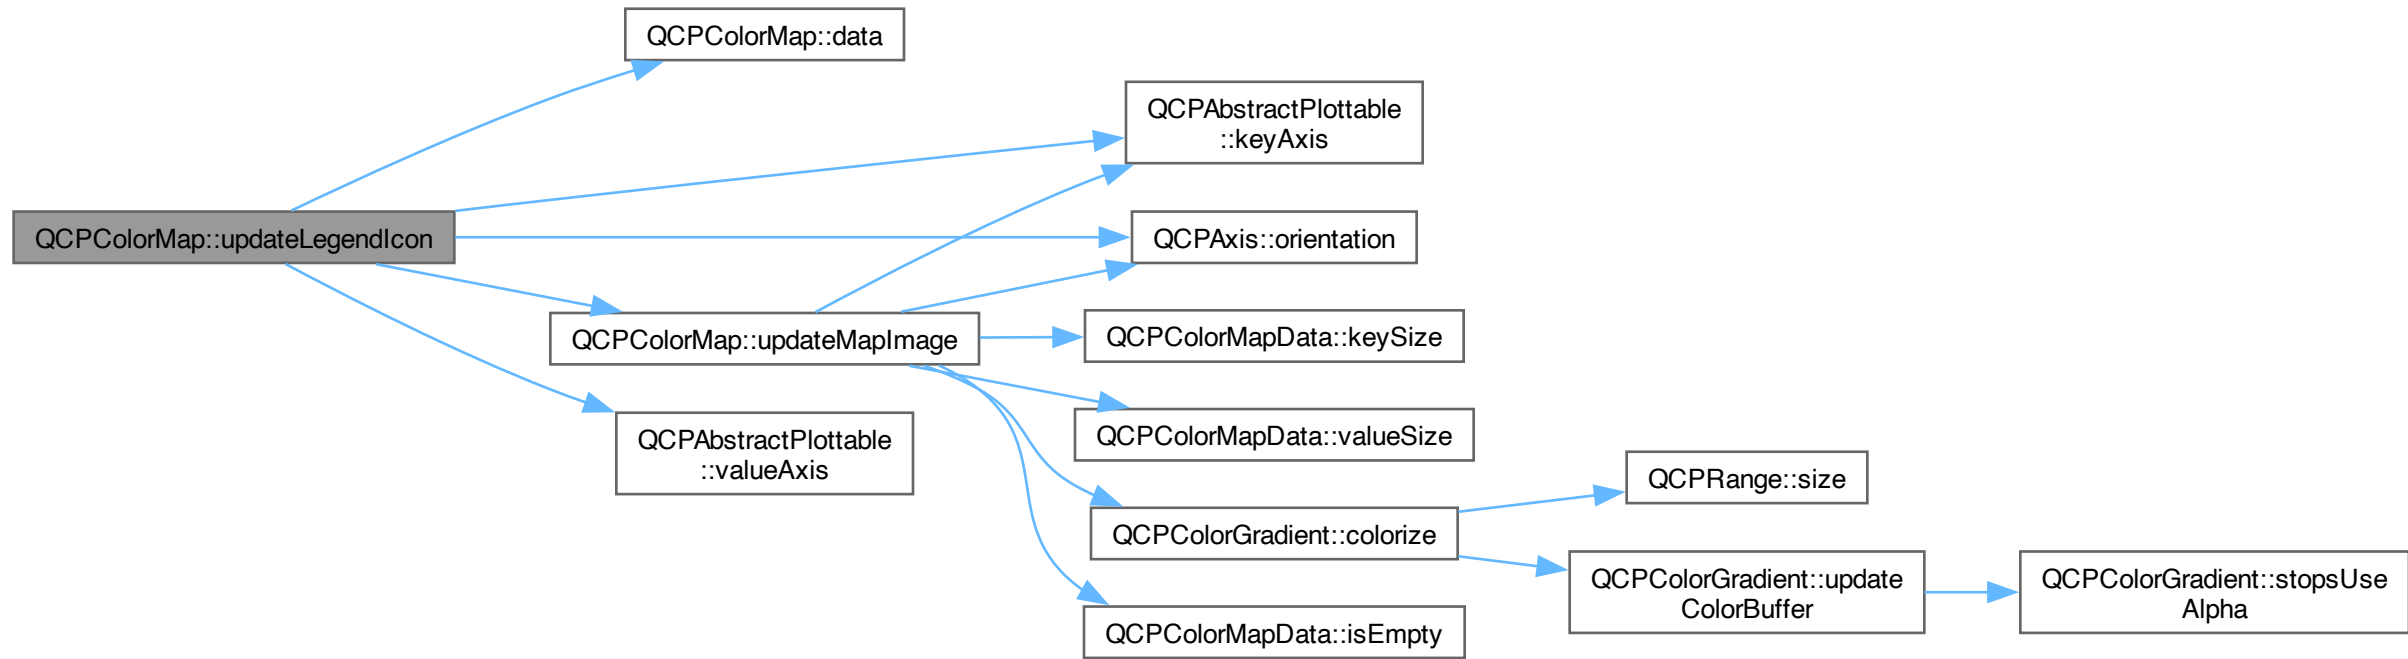 QCPColorMap::data
QCPAbstractPlottable
::keyAxis
QCPColorMap::updateLegendIcon
QCPAxis::orientation
QCPColorMap::updateMapImage
QCPColorMapData::keySize
QCPAbstractPlottable
::valueAxis
QCPColorMapData::valueSize
QCPRange::size
QCPColorGradient::colorize
QCPColorGradient::update
ColorBuffer
QCPColorGradient::stopsUse
Alpha
QCPColorMapData::isEmpty